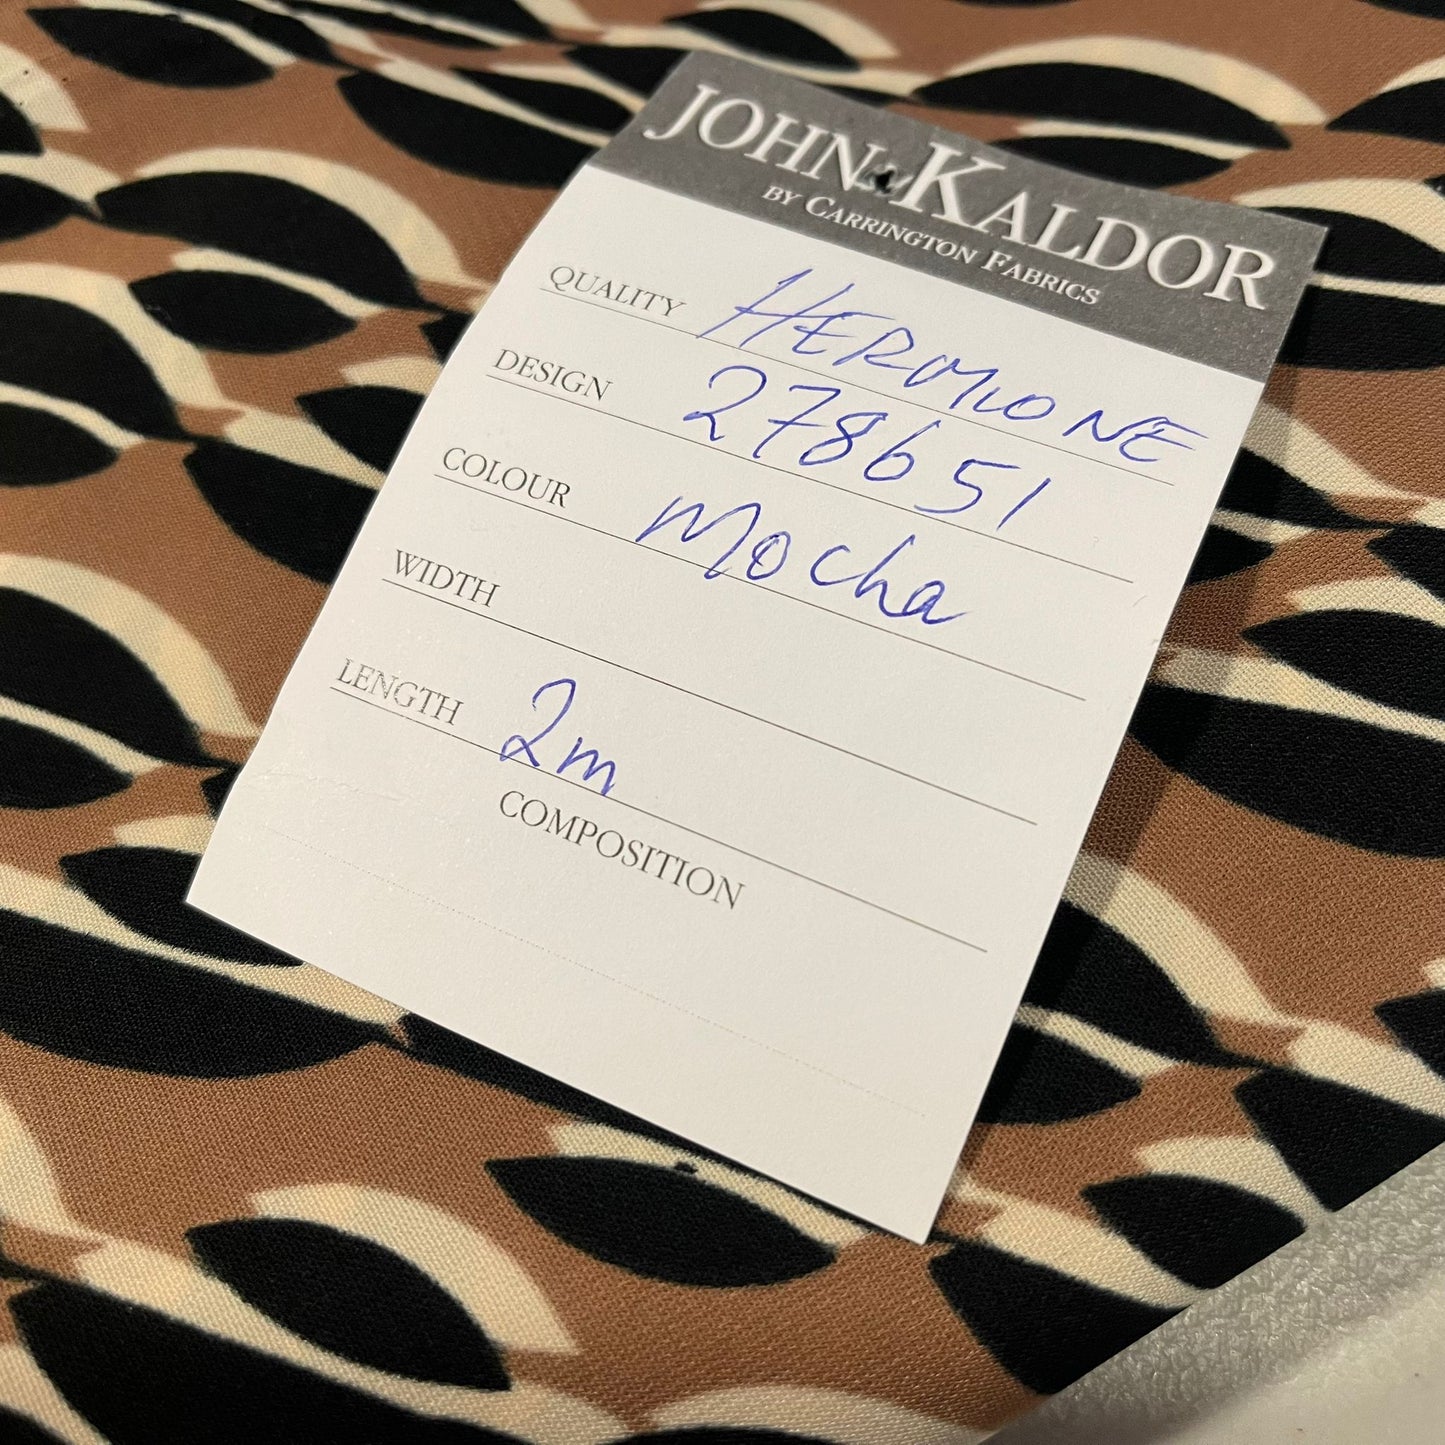 JOHN KALDOR
BY CARRINGTON FABRICS
QUALITY HERMIONE
DESIGN 278651
COLOUR Mocha
WIDTH
LENGTH 2m
COMPOSITION